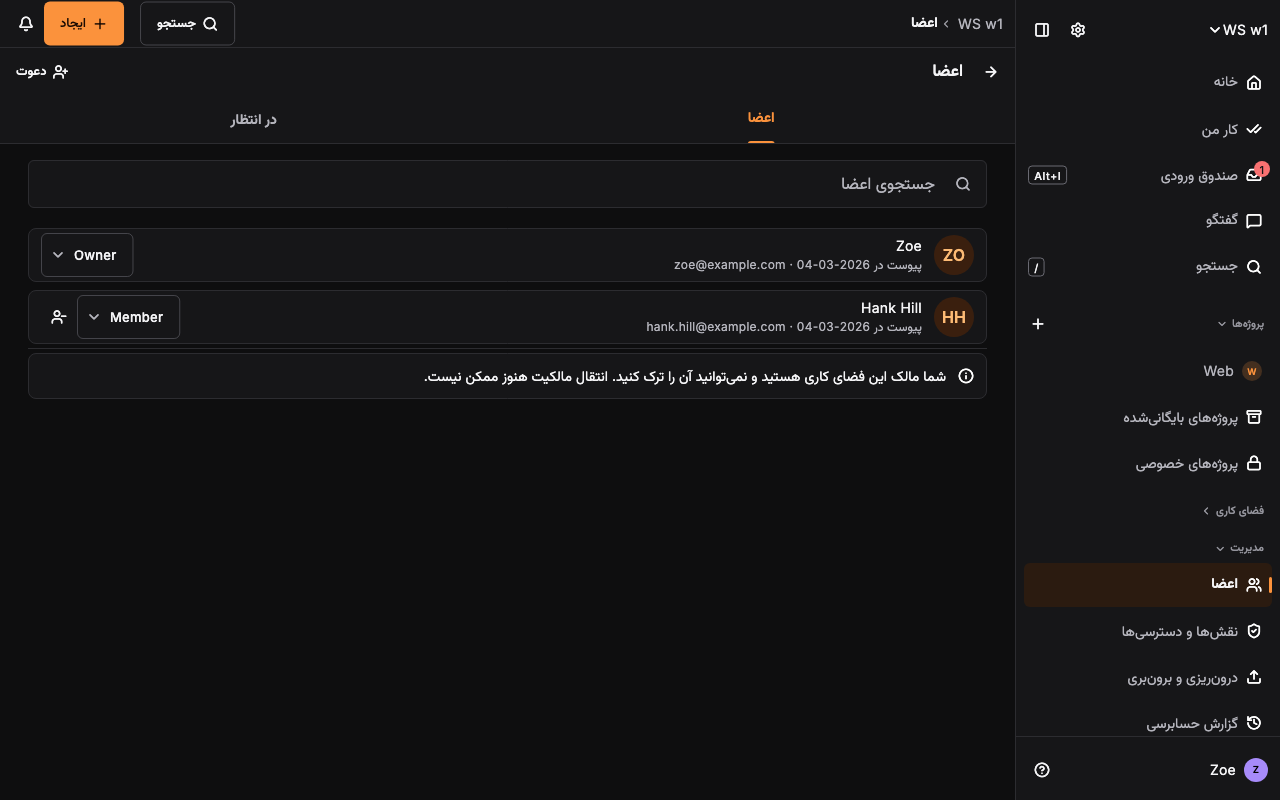 WS w1
خانه
کار من
صندوق ورودی
1
Alt+I
گفتگو
جستجو
/
پروژه‌ها
W
Web
پروژه‌های بایگانی‌شده
پروژه‌های خصوصی
فضای کاری
مدیریت
اعضا
نقش‌ها و دسترسی‌ها
درون‌ریزی و برون‌بری
گزارش حسابرسی
Z
Zoe
WS w1 › اعضا
جستجو
ایجاد
اعضا
دعوت
اعضا
در انتظار
جستجوی اعضا
ZO
Zoe
zoe@example.com · پیوست در 2026-03-04
Owner
HH
Hank Hill
hank.hill@example.com · پیوست در 2026-03-04
Member
شما مالک این فضای کاری هستید و نمی‌توانید آن را ترک کنید. انتقال مالکیت هنوز ممکن نیست.